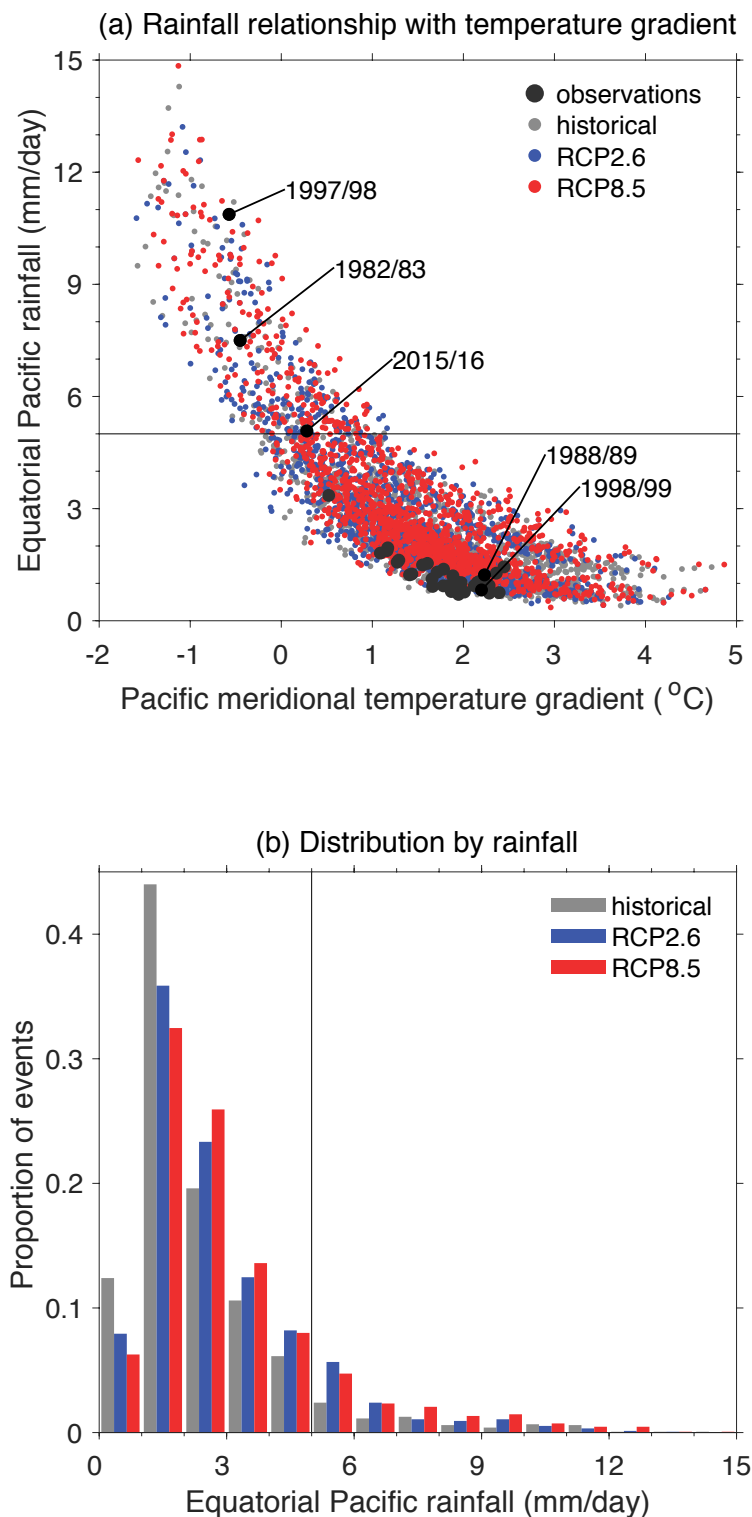 (a) Rainfall relationship with temperature gradient
15
12
9
6
3
0
Equatorial Pacific rainfall (mm/day)
observations
historical
RCP2.6
RCP8.5
1997/98
1982/83
2015/16
1988/89
1998/99
-2 -1 0 1 2 3 4 5
Pacific meridional temperature gradient (°C)
(b) Distribution by rainfall
0.4
0.3
0.2
0.1
0
Proportion of events
historical
RCP2.6
RCP8.5
0 3 6 9 12 15
Equatorial Pacific rainfall (mm/day)